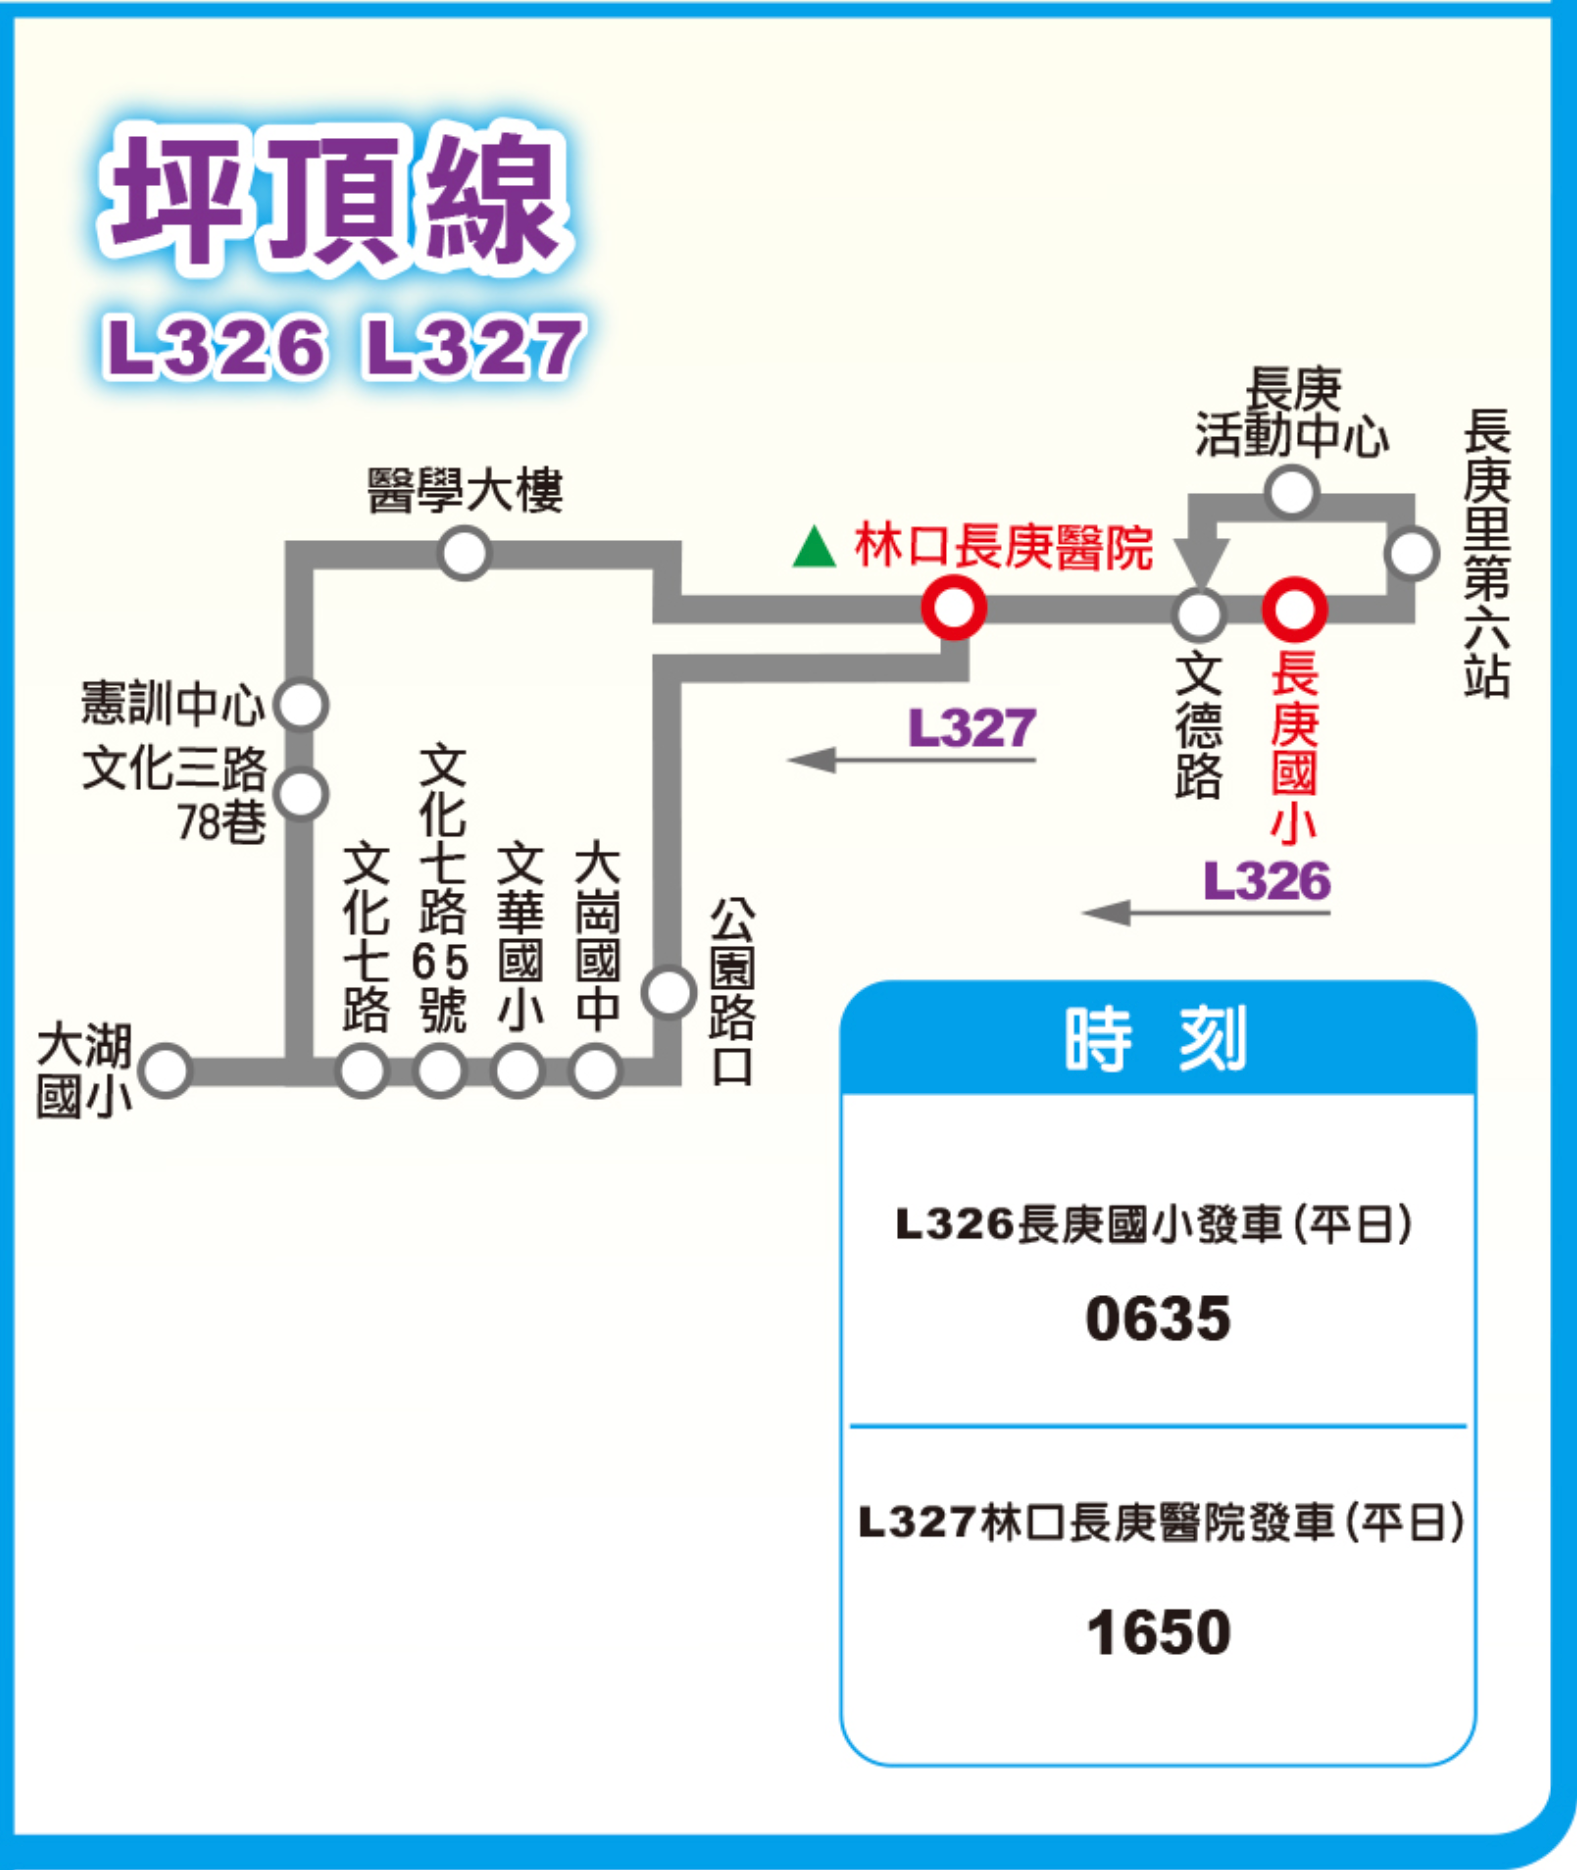 坪頂線
L326 L327
長庚
活動中心
長庚里第六站
醫學大樓
▲ 林口長庚醫院
文德路
長庚國小
憲訓中心
文化三路
78巷
L327
L326
文化七路
文化七路65號
文華國小
大崗國中
公園路口
大湖
國小
時刻
L326長庚國小發車(平日)
0635
L327林口長庚醫院發車(平日)
1650